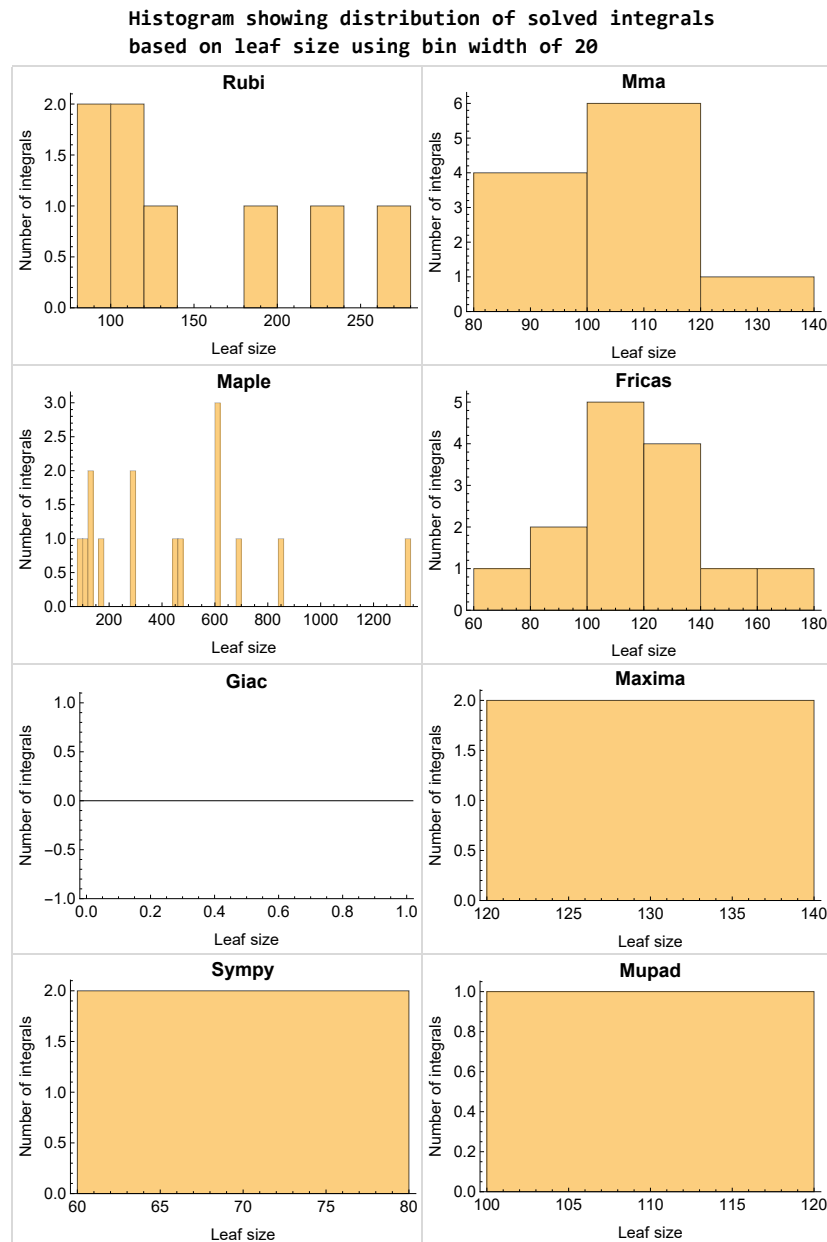 Histogram showing distribution of solved integrals
based on leaf size using bin width of 20
Rubi
Number of integrals
2.0
1.5
1.0
0.5
0.0
100 150 200 250
Leaf size
Mma
Number of integrals
6
5
4
3
2
1
0
80 90 100 110 120 130 140
Leaf size
Maple
Number of integrals
3.0
2.5
2.0
1.5
1.0
0.5
0.0
200 400 600 800 1000 1200
Leaf size
Fricas
Number of integrals
5
4
3
2
1
0
60 80 100 120 140 160 180
Leaf size
Giac
Number of integrals
1.0
0.5
0.0
−0.5
−1.0
0.0 0.2 0.4 0.6 0.8 1.0
Leaf size
Maxima
Number of integrals
2.0
1.5
1.0
0.5
0.0
120 125 130 135 140
Leaf size
Sympy
Number of integrals
2.0
1.5
1.0
0.5
0.0
60 65 70 75 80
Leaf size
Mupad
Number of integrals
1.0
0.8
0.6
0.4
0.2
0.0
100 105 110 115 120
Leaf size